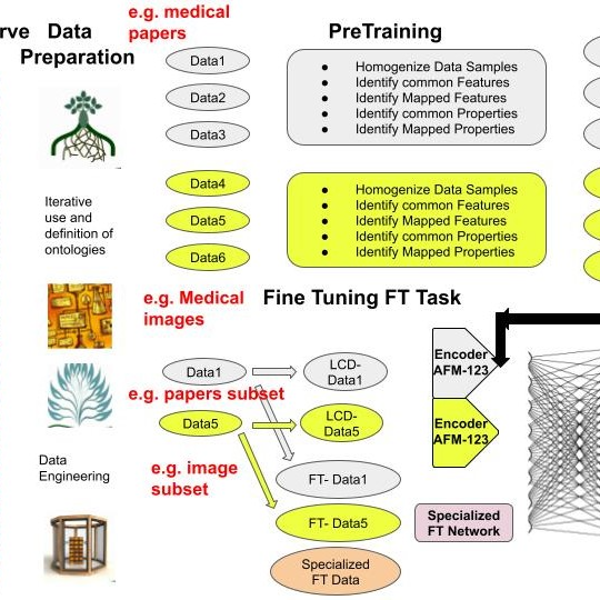 rve Data
Preparation
e.g. medical
papers
PreTraining
Data1
Data2
Data3
Homogenize Data Samples
Identify common Features
Identify Mapped Features
Identify common Properties
Identify Mapped Properties
Iterative
use and
definition of
ontologies
Data4
Data5
Data6
Homogenize Data Samples
Identify common Features
Identify Mapped Features
Identify common Properties
Identify Mapped Properties
e.g. Medical
images
Fine Tuning FT Task
Data1
LCD-
Data1
Encoder
AFM-123
e.g. papers subset
Data5
LCD-
Data5
Encoder
AFM-123
Data
Engineering
e.g. image
subset
FT- Data1
FT- Data5
Specialized
FT Network
Specialized
FT Data